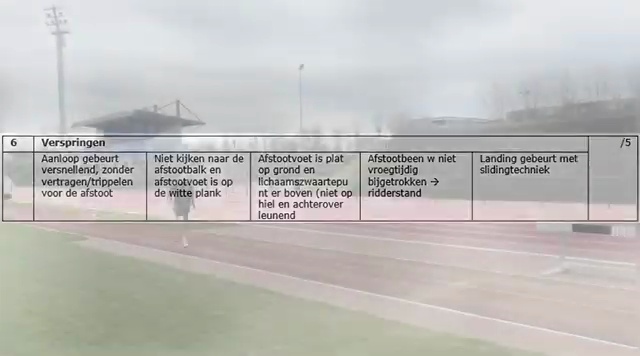 6 Verspringen /5
Aanloop gebeurt
versnellend, zonder
vertragen/trippelen
voor de afstoot
Niet kijken naar de
afstootbalk en
afstootvoet is op
de witte plank
Afstootvoet is plat
op grond en
lichaamszwaartepu
nt er boven (niet op
hiel en achterover
leunend
Afstootbeen w niet
vroegtijdig
bijgetrokken →
ridderstand
Landing gebeurt met
slidingtechniek